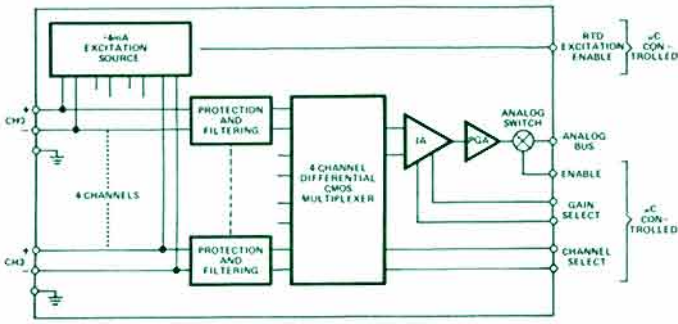 .4mA
EXCITATION
SOURCE
RTD
EXCITATION
ENABLE
µC
CON-
TROLLED
+
CH0
–
PROTECTION
AND
FILTERING
4 CHANNELS
4-CHANNEL
DIFFERENTIAL
CMOS
MULTIPLEXER
IA
PGA
ANALOG
SWITCH
ANALOG
BUS
ENABLE
GAIN
SELECT
µC
CON-
TROLLED
+
CH3
–
PROTECTION
AND
FILTERING
CHANNEL
SELECT